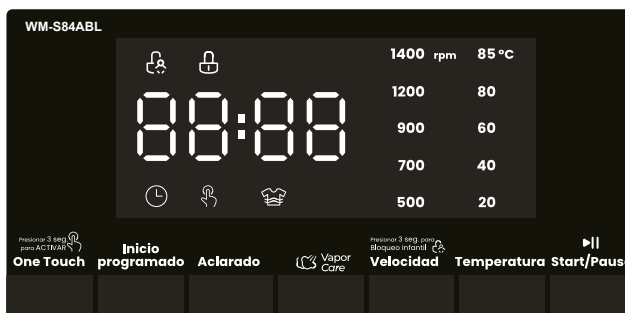 WM-S84ABL
1400 rpm 85 ºC
88:88
1200 80
900 60
700 40
500 20
Presionar 3 seg.
para ACTIVAR
One Touch
Inicio
programado
Aclarado
Vapor
Care
Presionar 3 seg. para
Bloqueo infantil
Velocidad
Temperatura
Start/Paus